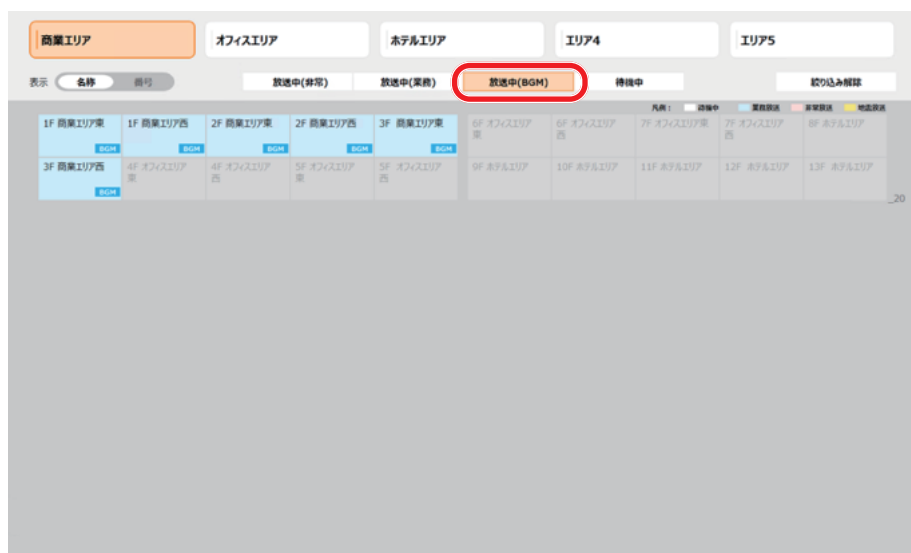 商業エリア オフィスエリア ホテルエリア エリア4 エリア5
表示 名称 番号 放送中(非常) 放送中(業務) 放送中(BGM) 待機中 絞り込み解除
凡例： 待機中 業務放送 非常放送 地震放送
1F 商業エリア東 1F 商業エリア西 2F 商業エリア東 2F 商業エリア西 3F 商業エリア東 6F オフィスエリア東 6F オフィスエリア西 7F オフィスエリア東 7F オフィスエリア西 8F ホテルエリア
BGM BGM BGM BGM BGM
3F 商業エリア西 4F オフィスエリア東 4F オフィスエリア西 5F オフィスエリア東 5F オフィスエリア西 9F ホテルエリア 10F ホテルエリア 11F ホテルエリア 12F ホテルエリア 13F ホテルエリア
BGM
_20